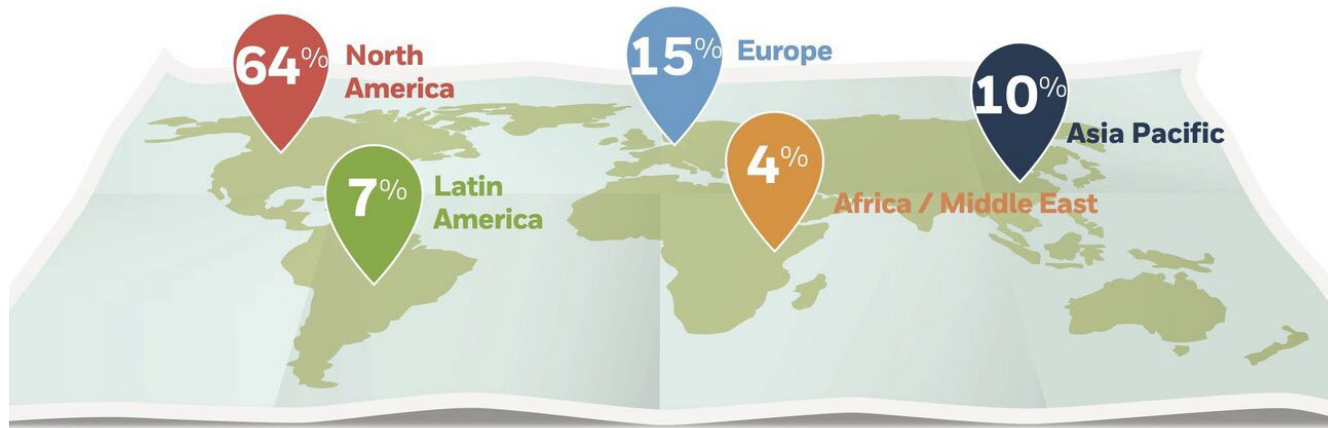 64%
North
America
15%
Europe
10%
Asia Pacific
7%
Latin
America
4%
Africa / Middle East